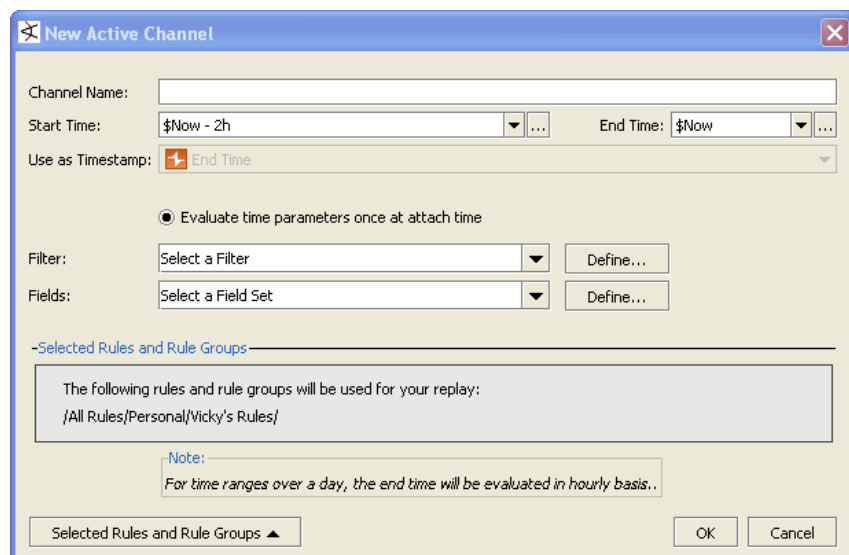 New Active Channel
Channel Name:
Start Time: $Now - 2h ... End Time: $Now ...
Use as Timestamp: End Time
Evaluate time parameters once at attach time
Filter: Select a Filter Define...
Fields: Select a Field Set Define...
Selected Rules and Rule Groups
The following rules and rule groups will be used for your replay:
/All Rules/Personal/Vicky's Rules/
Note:
For time ranges over a day, the end time will be evaluated in hourly basis..
Selected Rules and Rule Groups OK Cancel